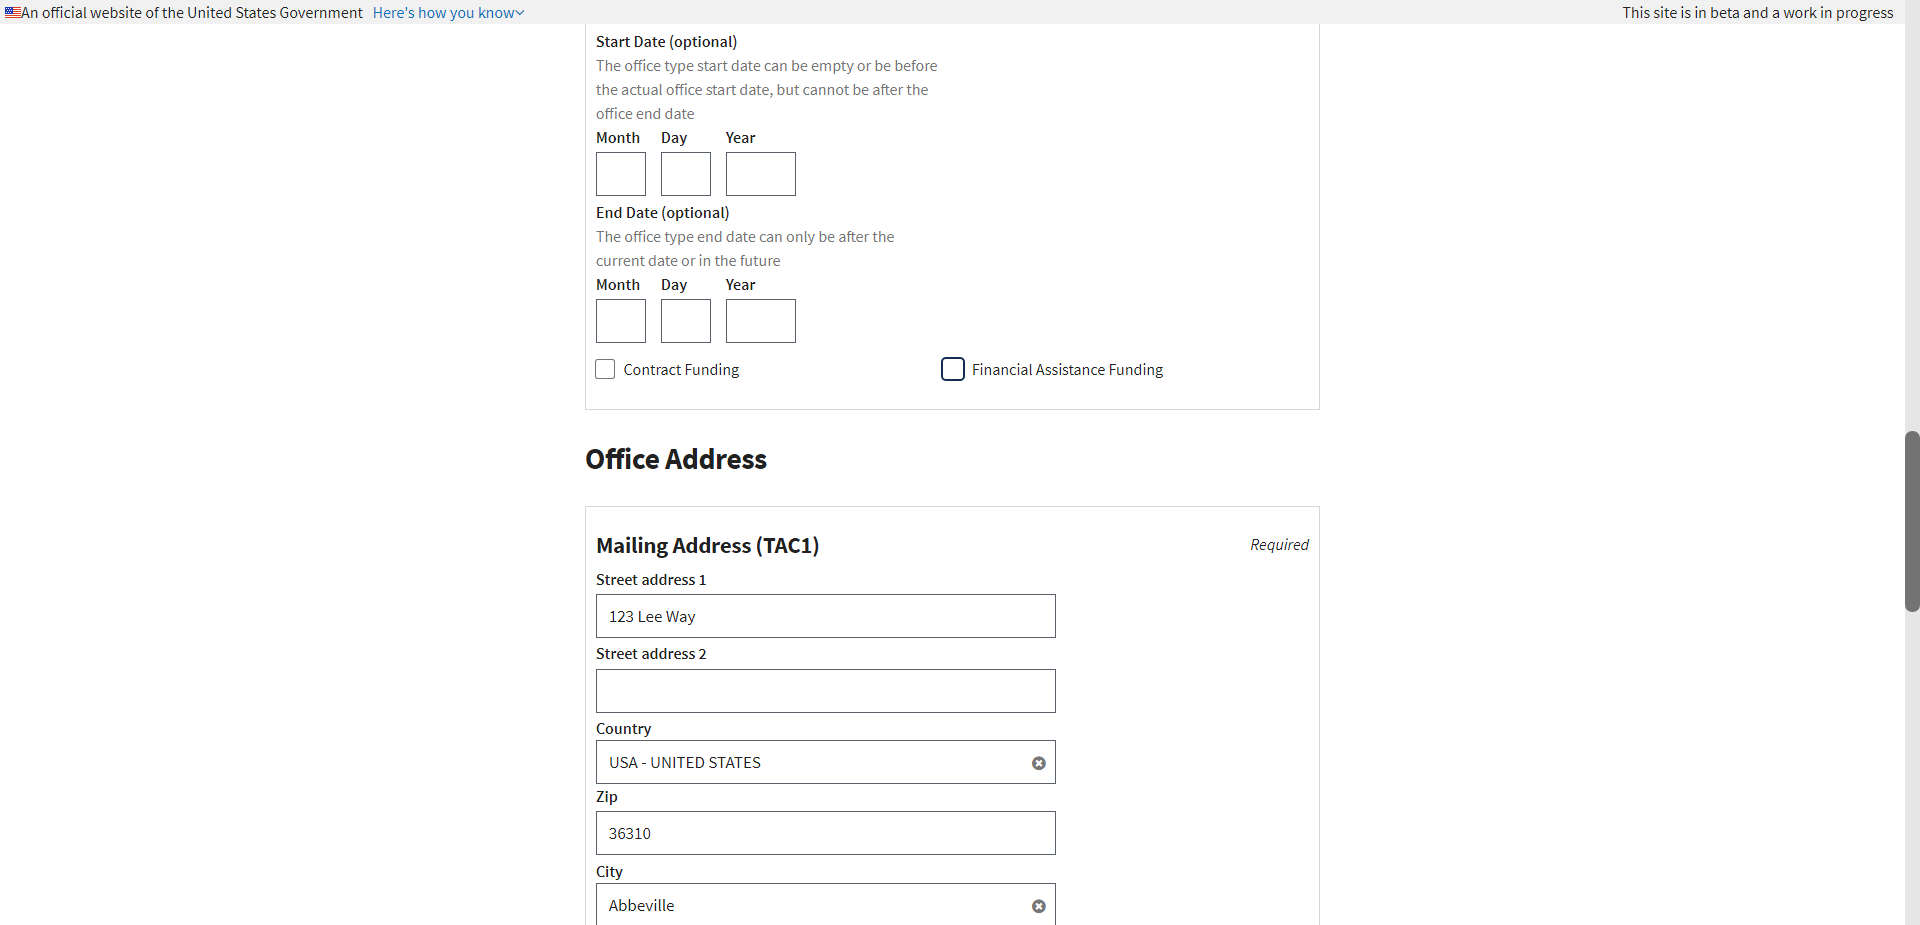 An official website of the United States Government Here's how you know
This site is in beta and a work in progress
Start Date (optional)
The office type start date can be empty or be before
the actual office start date, but cannot be after the
office end date
Month Day Year
End Date (optional)
The office type end date can only be after the
current date or in the future
Month Day Year
Contract Funding
Financial Assistance Funding
Office Address
Mailing Address (TAC1)
Required
Street address 1
123 Lee Way
Street address 2
Country
USA - UNITED STATES
Zip
36310
City
Abbeville